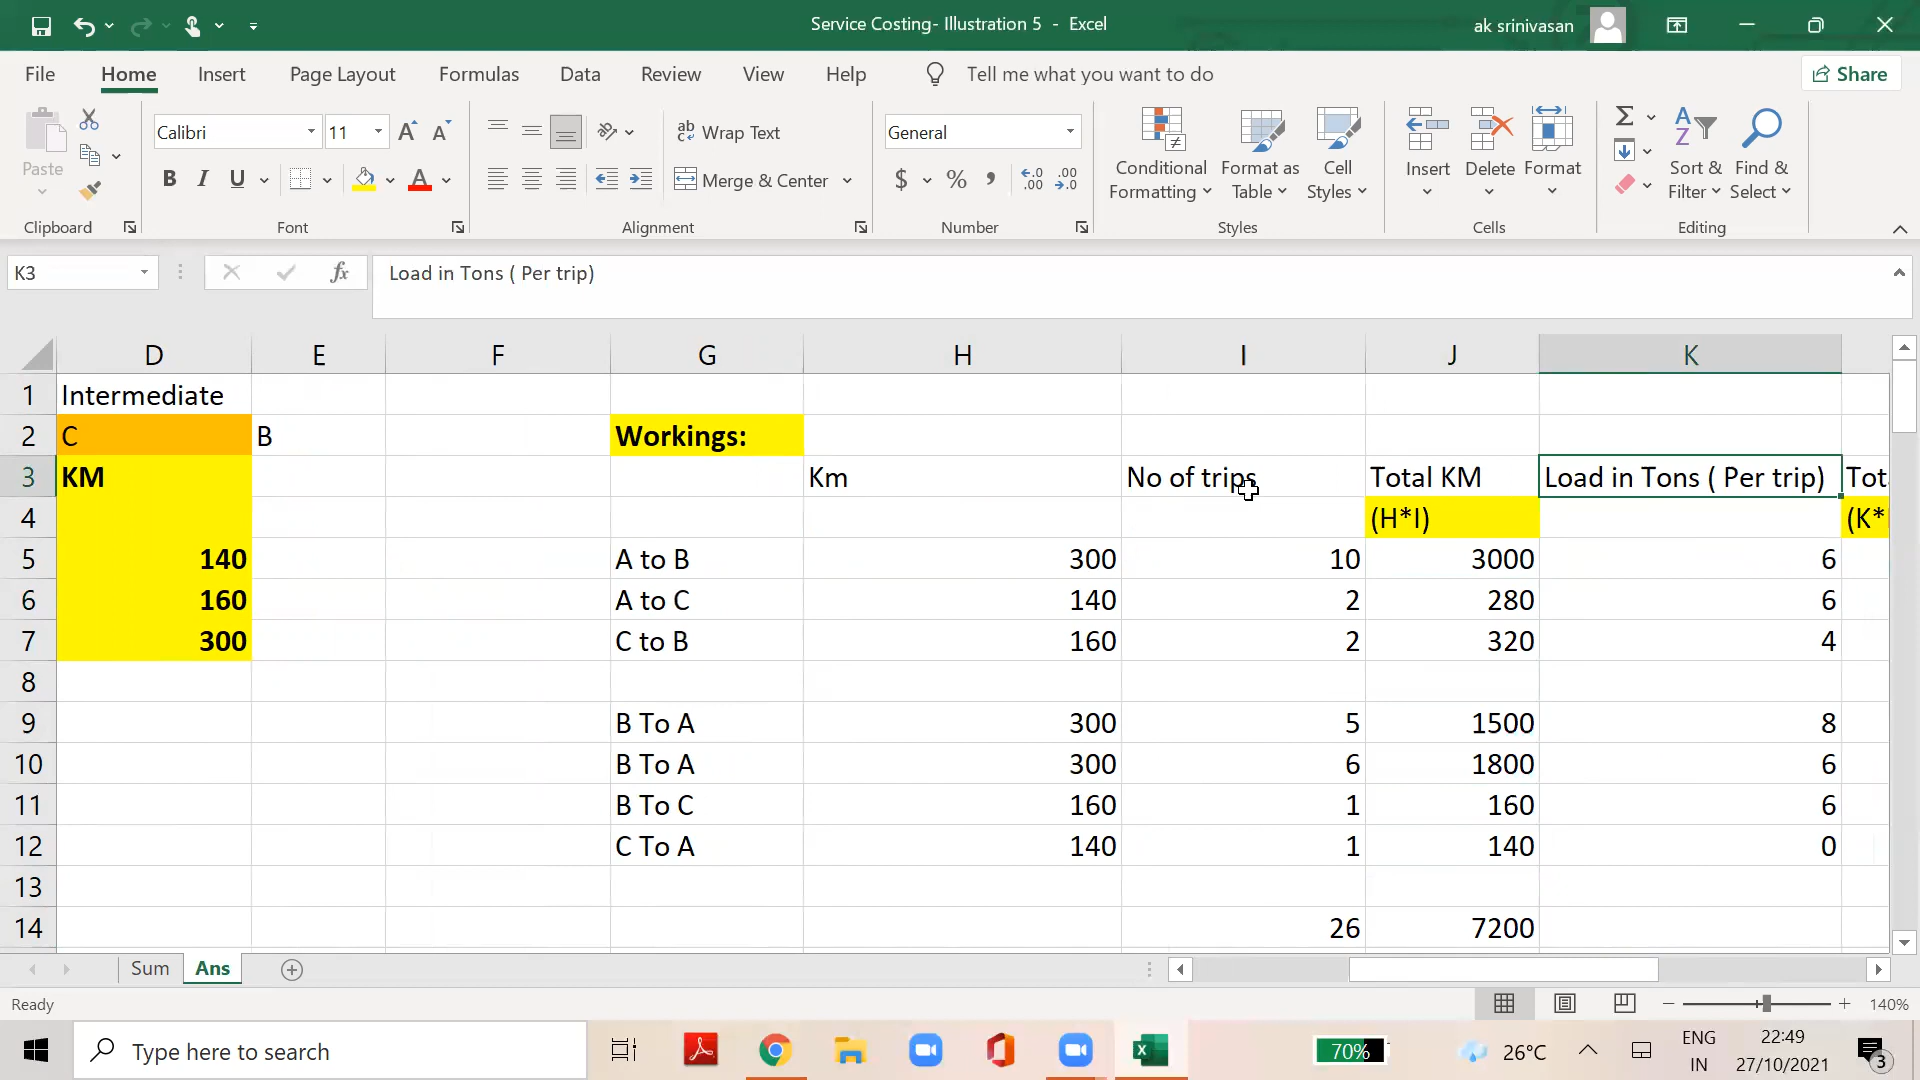 Service Costing- Illustration 5 - Excel
ak srinivasan
File Home Insert Page Layout Formulas Data Review View Help Tell me what you want to do Share
Paste
Clipboard
Calibri 11
B I U
Font
Wrap Text
Merge & Center
Alignment
General
$ % ,
Number
Conditional Formatting
Format as Table
Cell Styles
Styles
Insert Delete Format
Cells
Sort & Filter
Find & Select
Editing
K3 fx Load in Tons ( Per trip)
D E F G H I J K
1 Intermediate
2 C B Workings:
3 KM Km No of trips Total KM Load in Tons ( Per trip)
4 (H*I)
5 140 A to B 300 10 3000 6
6 160 A to C 140 2 280 6
7 300 C to B 160 2 320 4
8
9 B To A 300 5 1500 8
10 B To A 300 6 1800 6
11 B To C 160 1 160 6
12 C To A 140 1 140 0
13
14 26 7200
Sum Ans
Ready 140%
Type here to search
70% 26°C ENG IN 22:49 27/10/2021 3